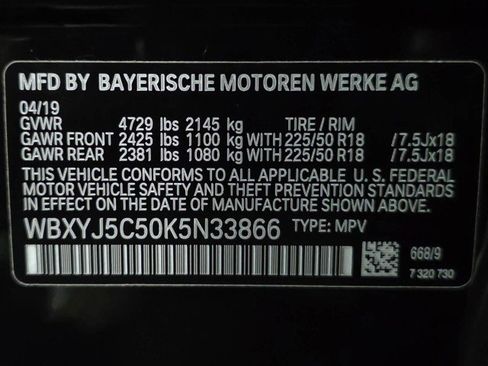 MFD BY BAYERISCHE MOTOREN WERKE AG
04/19
GVWR 4729 lbs 2145 kg TIRE / RIM
GAWR FRONT 2425 lbs 1100 kg WITH 225/50 R18 /7.5Jx18
GAWR REAR 2381 lbs 1080 kg WITH 225/50 R18 /7.5Jx18
THIS VEHICLE CONFORMS TO ALL APPLICABLE U. S. FEDERAL
MOTOR VEHICLE SAFETY AND THEFT PREVENTION STANDARDS
IN EFFECT ON THE DATE OF MANUFACTURE SHOWN ABOVE.
WBXYJ5C50K5N33866 TYPE: MPV
668/9
7 320 730